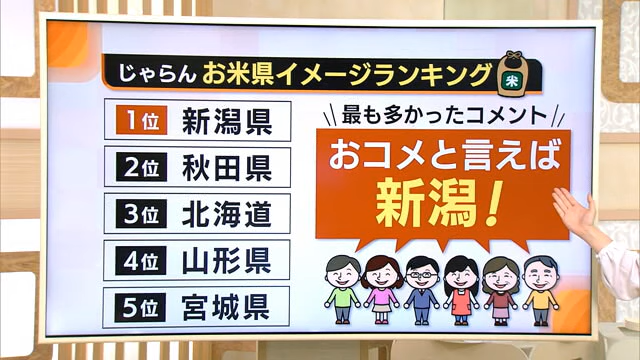 じゃらん お米県イメージランキング
米
1位 新潟県
2位 秋田県
3位 北海道
4位 山形県
5位 宮城県
最も多かったコメント
おコメと言えば
新潟!